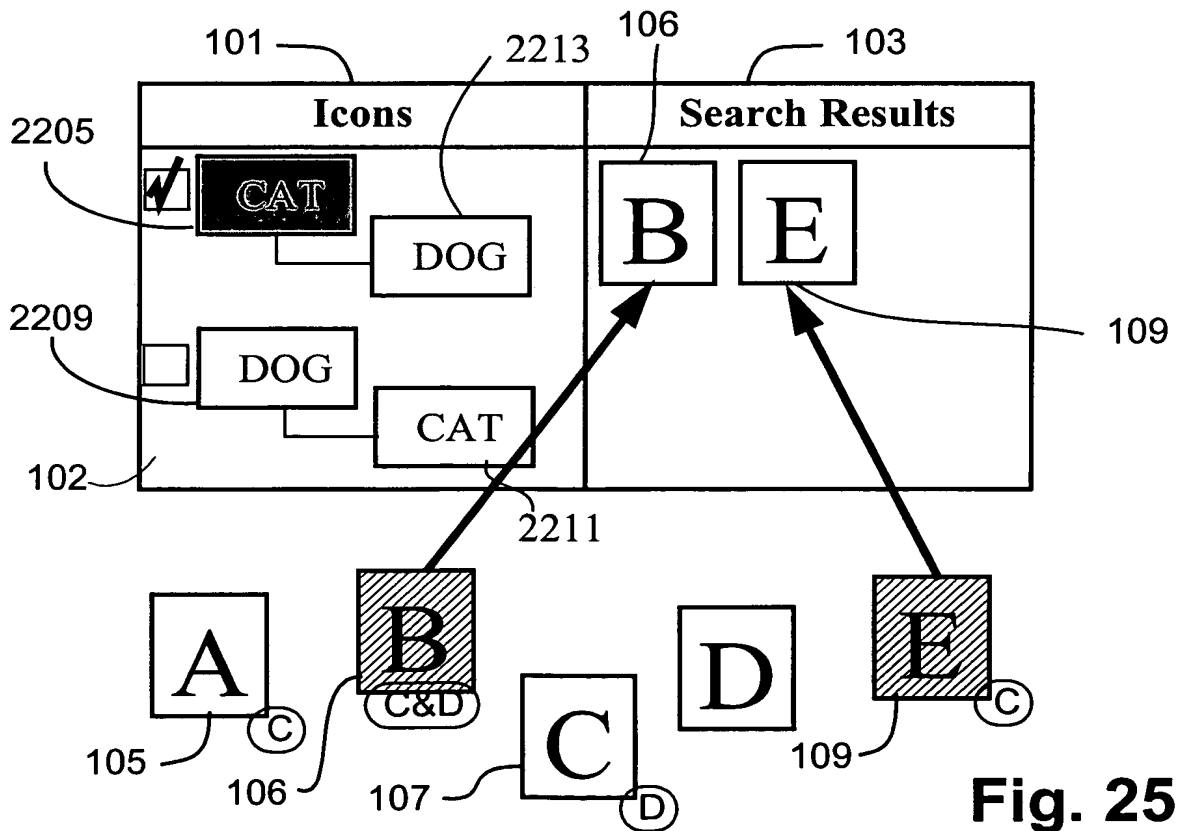 101 2213 106 103
Icons Search Results
2205 CAT B E
DOG
2209 DOG 109
CAT
102 2211
A C B C&D C D D E C
105 106 107 109
Fig. 25